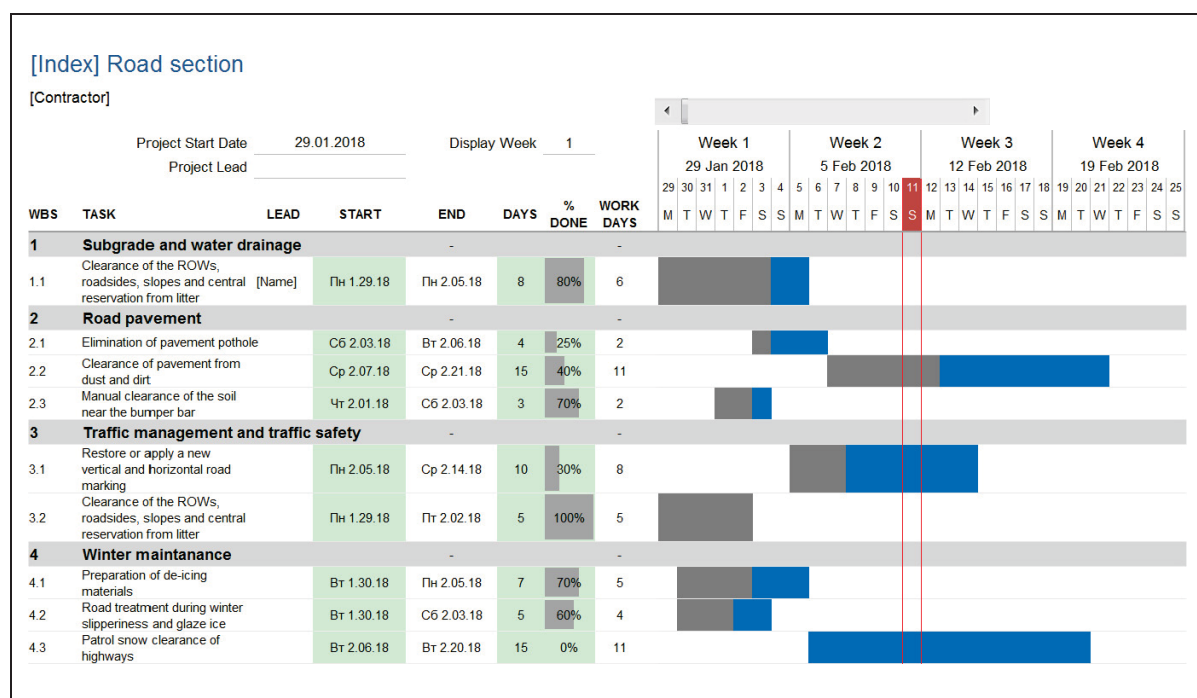 [Index] Road section
[Contractor]
Project Start Date 29.01.2018 Display Week 1 Week 1 Week 2 Week 3 Week 4
Project Lead 29 Jan 2018 5 Feb 2018 12 Feb 2018 19 Feb 2018
29 30 31 1 2 3 4 5 6 7 8 9 10 11 12 13 14 15 16 17 18 19 20 21 22 23 24 25
WBS TASK LEAD START END DAYS % DONE WORK DAYS M T W T F S S M T W T F S S M T W T F S S M T W T F S S
1 Subgrade and water drainage - -
Clearance of the ROWs,
1.1 roadsides, slopes and central [Name] Пн 1.29.18 Пн 2.05.18 8 80% 6
reservation from litter
2 Road pavement - -
2.1 Elimination of pavement pothole Сб 2.03.18 Вт 2.06.18 4 25% 2
Clearance of pavement from
2.2 dust and dirt Ср 2.07.18 Ср 2.21.18 15 40% 11
Manual clearance of the soil
2.3 near the bumper bar Чт 2.01.18 Сб 2.03.18 3 70% 2
3 Traffic management and traffic safety - -
Restore or apply a new
3.1 vertical and horizontal road Пн 2.05.18 Ср 2.14.18 10 30% 8
marking
Clearance of the ROWs,
3.2 roadsides, slopes and central Пн 1.29.18 Пт 2.02.18 5 100% 5
reservation from litter
4 Winter maintanance - -
Preparation of de-icing
4.1 materials Вт 1.30.18 Пн 2.05.18 7 70% 5
Road treatment during winter
4.2 slipperiness and glaze ice Вт 1.30.18 Сб 2.03.18 5 60% 4
Patrol snow clearance of
4.3 highways Вт 2.06.18 Вт 2.20.18 15 0% 11